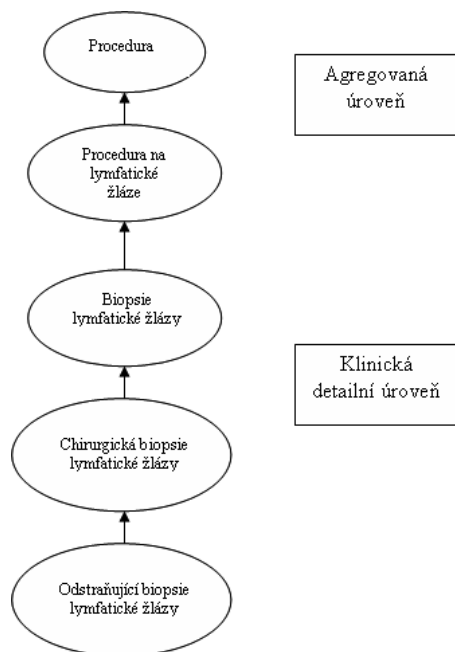 Procedura
Agregovaná
úroveň
Procedura na
lymfatické
žláze
Biopsie
lymfatické žlázy
Klinická
detailní úroveň
Chirurgická biopsie
lymfatické žlázy
Odstraňující biopsie
lymfatické žlázy